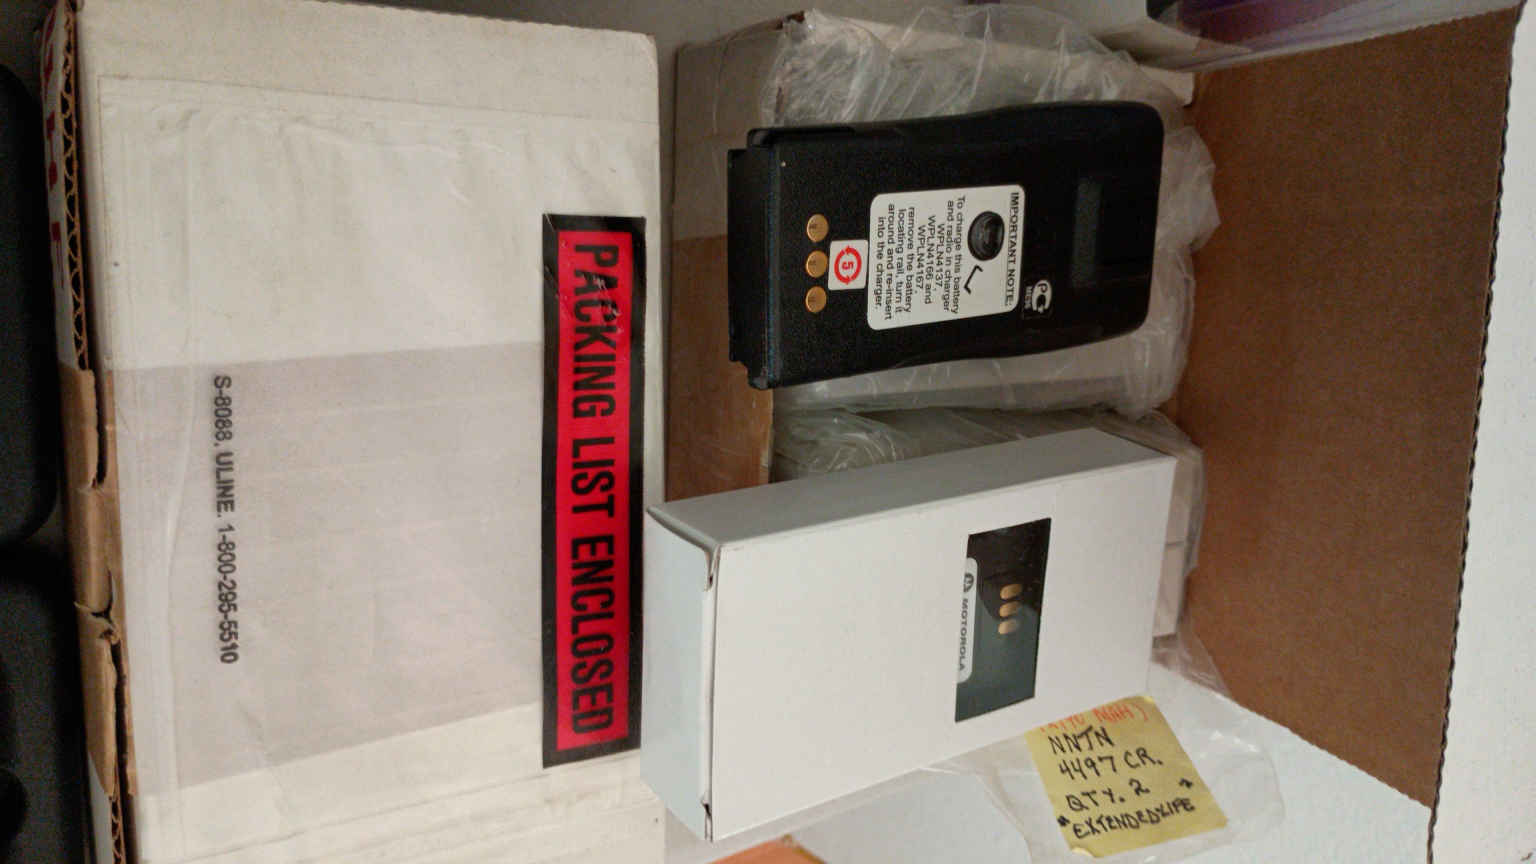 PACKING LIST ENCLOSED
S-8088. ULINE. 1-800-295-5510
IMPORTANT NOTE:
To charge this battery
and radio in charger
WPLN4137,
WPLN4166 and
WPLN4167,
remove the battery
locating rail, turn it
around and re-insert
into the charger.
5
MOTOROLA
NNTN
4497 CR.
QTY. 2
"EXTENDED LIFE"